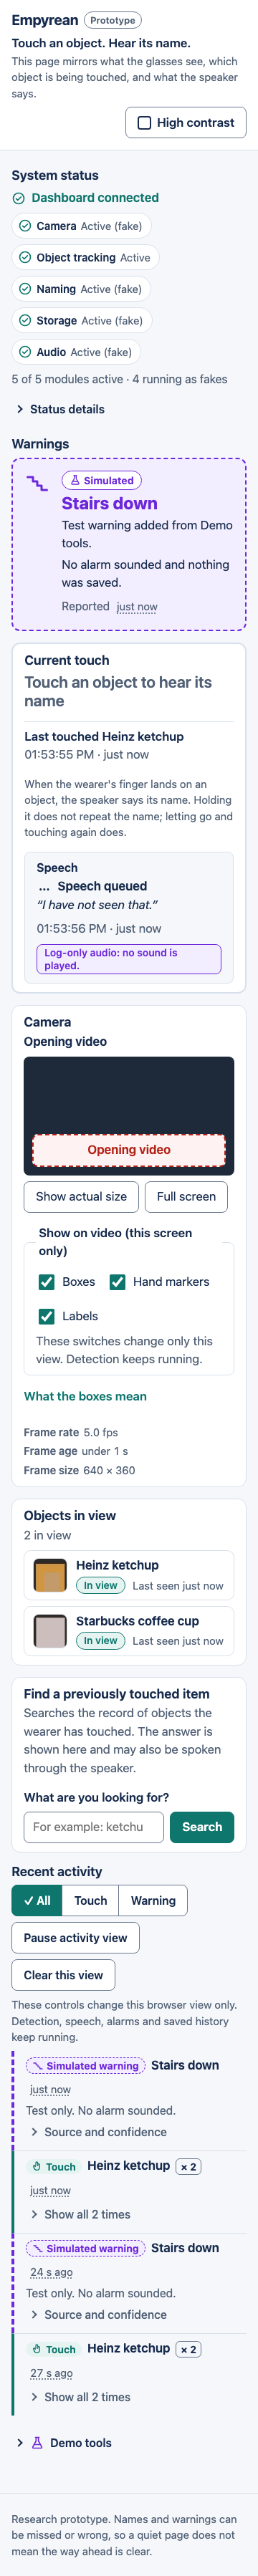 Empyrean Prototype
Touch an object. Hear its name.
This page mirrors what the glasses see, which
object is being touched, and what the speaker
says.
High contrast
System status
Dashboard connected
Camera Active (fake)
Object tracking Active
Naming Active (fake)
Storage Active (fake)
Audio Active (fake)
5 of 5 modules active · 4 running as fakes
Status details
Warnings
Simulated
Stairs down
Test warning added from Demo
tools.
No alarm sounded and nothing
was saved.
Reported just now
Current touch
Touch an object to hear its
name
Last touched Heinz ketchup
01:53:55 PM · just now
When the wearer's finger lands on an
object, the speaker says its name. Holding
it does not repeat the name; letting go and
touching again does.
Speech
... Speech queued
“I have not seen that.”
01:53:56 PM · just now
Log-only audio: no sound is
played.
Camera
Opening video
Opening video
Show actual size
Full screen
Show on video (this screen
only)
Boxes
Hand markers
Labels
These switches change only this
view. Detection keeps running.
What the boxes mean
Frame rate 5.0 fps
Frame age under 1 s
Frame size 640 × 360
Objects in view
2 in view
Heinz ketchup
In view Last seen just now
Starbucks coffee cup
In view Last seen just now
Find a previously touched item
Searches the record of objects the
wearer has touched. The answer is
shown here and may also be spoken
through the speaker.
What are you looking for?
For example: ketchu
Search
Recent activity
✓ All Touch Warning
Pause activity view
Clear this view
These controls change this browser view only.
Detection, speech, alarms and saved history
keep running.
Simulated warning Stairs down
just now
Test only. No alarm sounded.
Source and confidence
Touch Heinz ketchup × 2
just now
Show all 2 times
Simulated warning Stairs down
24 s ago
Test only. No alarm sounded.
Source and confidence
Touch Heinz ketchup × 2
27 s ago
Show all 2 times
Demo tools
Research prototype. Names and warnings can
be missed or wrong, so a quiet page does not
mean the way ahead is clear.